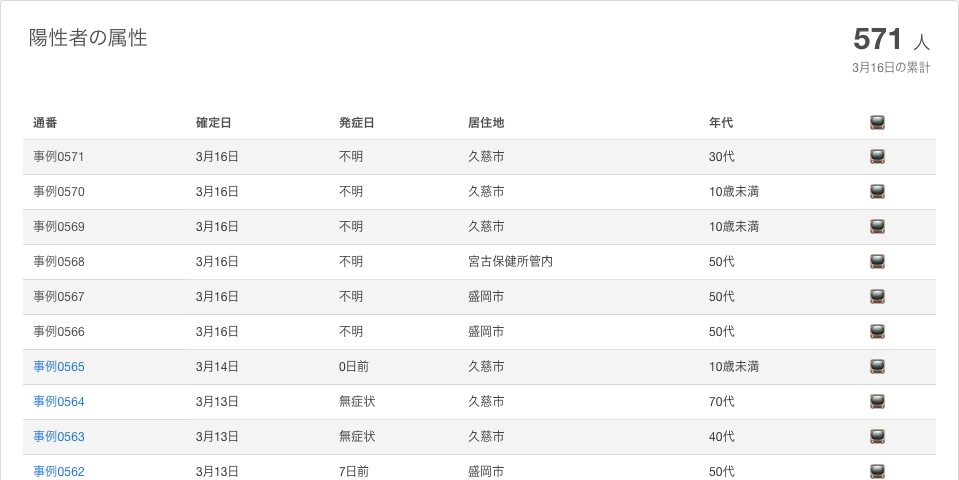 陽性者の属性
571 人
3月16日の累計
通番 確定日 発症日 居住地 年代 📺
事例0571 3月16日 不明 久慈市 30代 📺
事例0570 3月16日 不明 久慈市 10歳未満 📺
事例0569 3月16日 不明 久慈市 10歳未満 📺
事例0568 3月16日 不明 宮古保健所管内 50代 📺
事例0567 3月16日 不明 盛岡市 50代 📺
事例0566 3月16日 不明 盛岡市 50代 📺
事例0565 3月14日 0日前 久慈市 10歳未満 📺
事例0564 3月13日 無症状 久慈市 70代 📺
事例0563 3月13日 無症状 久慈市 40代 📺
事例0562 3月13日 7日前 盛岡市 50代 📺